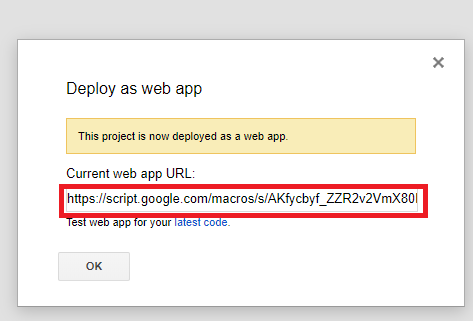 Deploy as web app
This project is now deployed as a web app.
Current web app URL:
https://script.google.com/macros/s/AKfycbyf_ZZR2v2VmX80
Test web app for your latest code.
OK